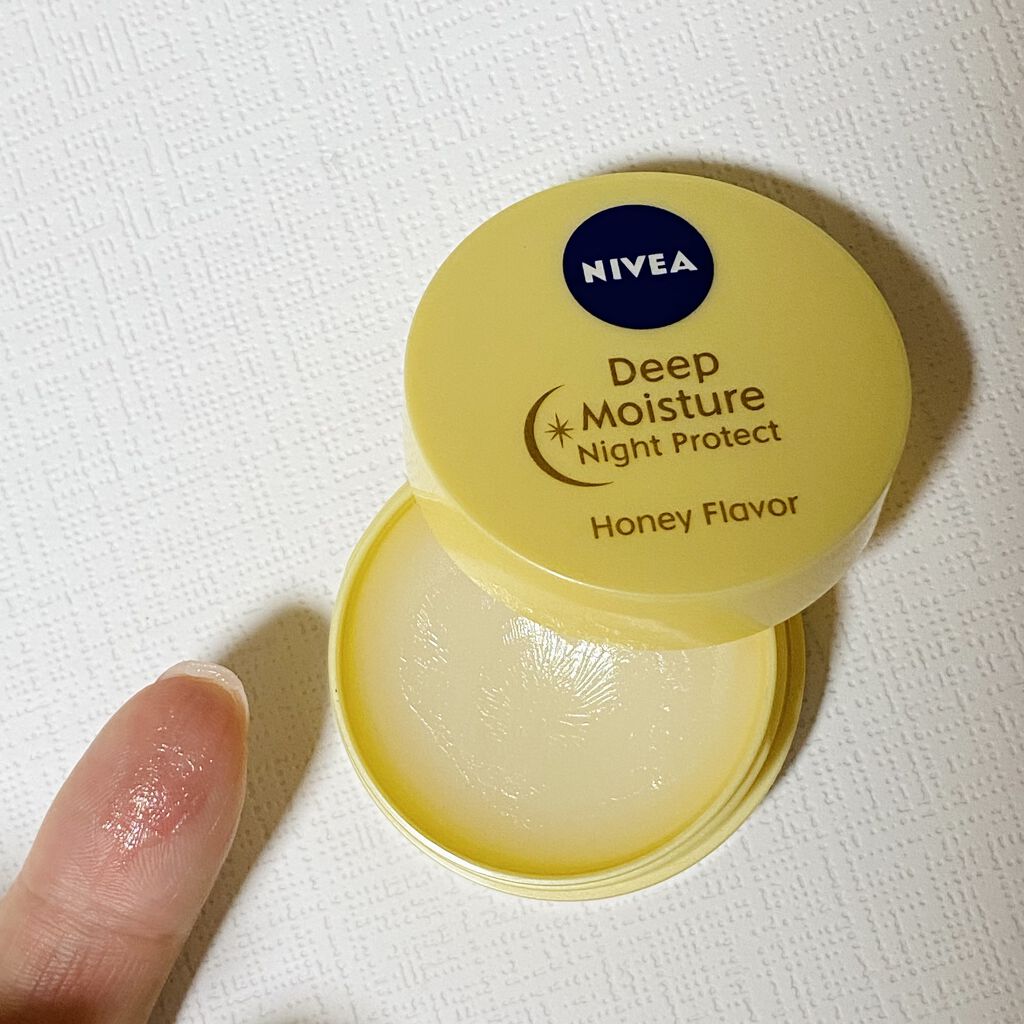 NIVEA
Deep
Moisture
Night Protect
Honey Flavor